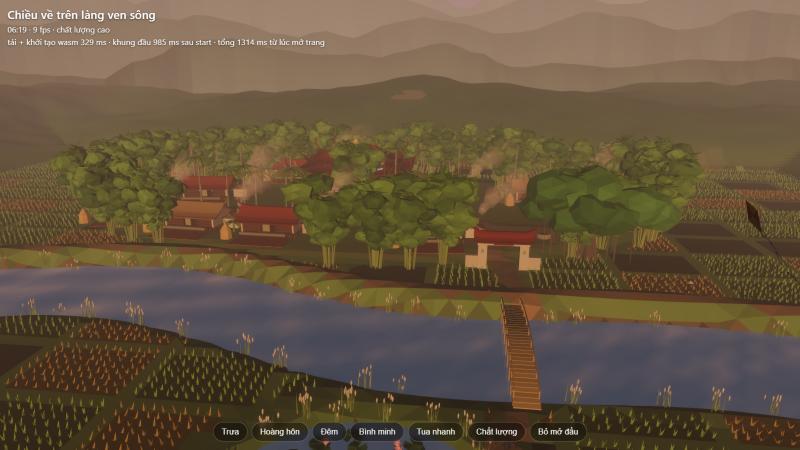 Chiều về trên làng ven sông
06:19 · 9 fps · chất lượng cao
tải + khởi tạo wasm 329 ms · khung đầu 985 ms sau start · tổng 1314 ms từ lúc mở trang
Trưa Hoàng hôn Đêm Bình minh Tua nhanh Chất lượng Bỏ mở đầu